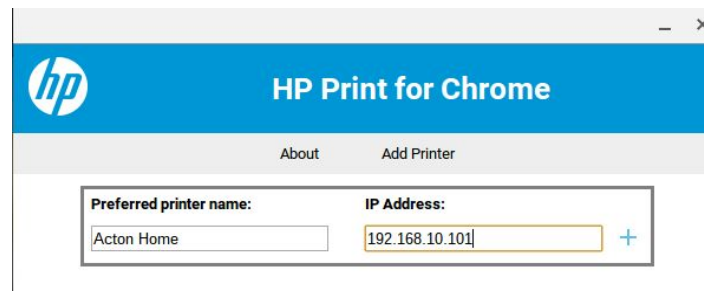 hp
HP Print for Chrome
About Add Printer
Preferred printer name: IP Address:
Acton Home 192.168.10.101